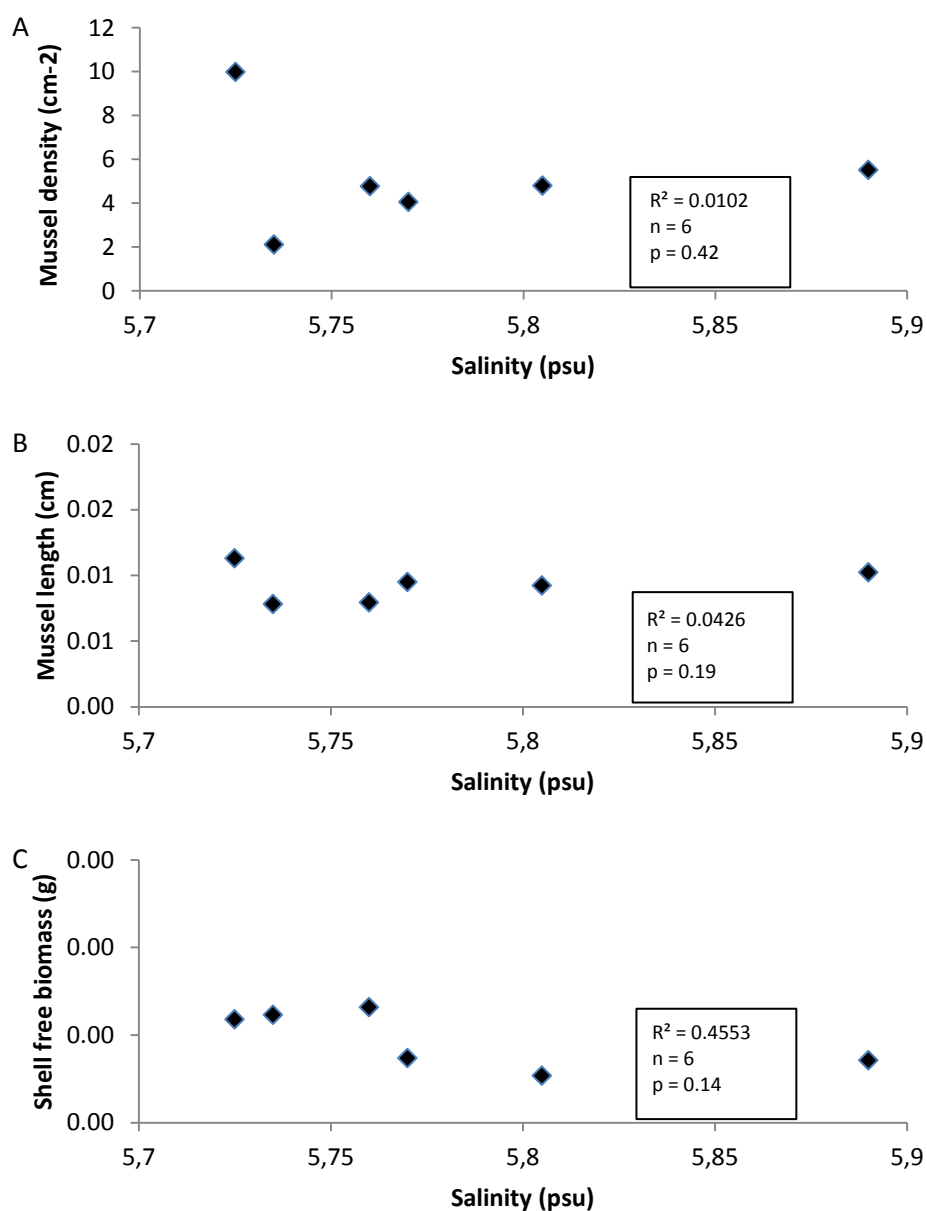 A
Mussel density (cm-2)
12
10
8
6
4
2
0
R² = 0.0102
n = 6
p = 0.42
5,7 5,75 5,8 5,85 5,9
Salinity (psu)
B
Mussel length (cm)
0.02
0.02
0.01
0.01
0.00
R² = 0.0426
n = 6
p = 0.19
5,7 5,75 5,8 5,85 5,9
Salinity (psu)
C
Shell free biomass (g)
0.00
0.00
0.00
0.00
R² = 0.4553
n = 6
p = 0.14
5,7 5,75 5,8 5,85 5,9
Salinity (psu)